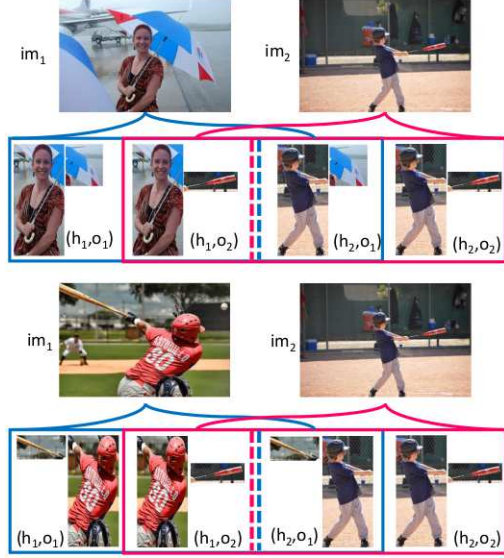 im₁
im₂
(h₁,o₁)
(h₁,o₂)
(h₂,o₁)
(h₂,o₂)
im₁
im₂
(h₁,o₁)
(h₁,o₂)
(h₂,o₁)
(h₂,o₂)